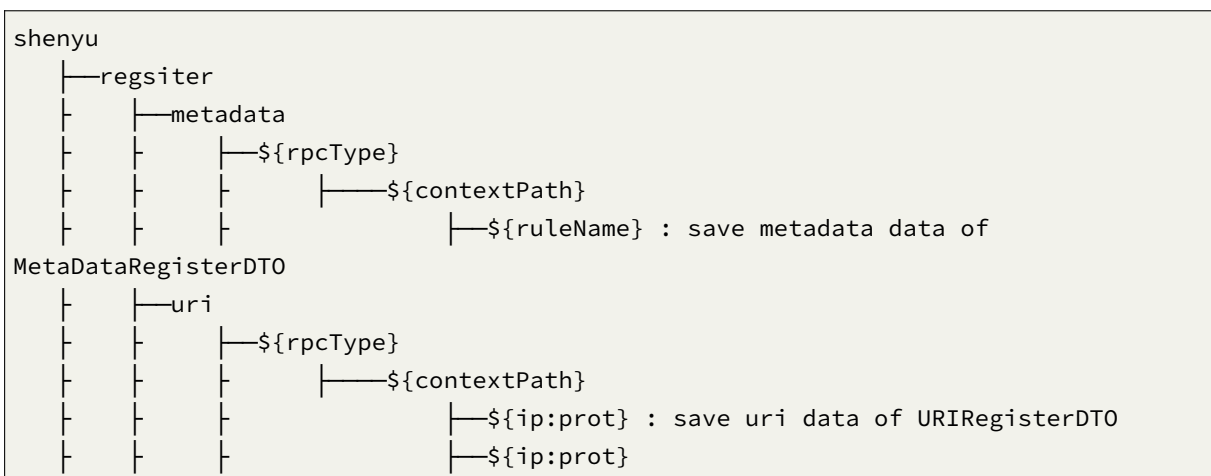 shenyu
   ├──regsiter
   ├    ├──metadata
   ├    ├     ├──${rpcType}
   ├    ├     ├     ├────${contextPath}
   ├    ├     ├             ├──${ruleName} : save metadata data of
MetaDataRegisterDTO
   ├    ├──uri
   ├    ├     ├──${rpcType}
   ├    ├     ├     ├────${contextPath}
   ├    ├     ├             ├──${ip:prot} : save uri data of URIRegisterDTO
   ├    ├     ├             ├──${ip:prot}